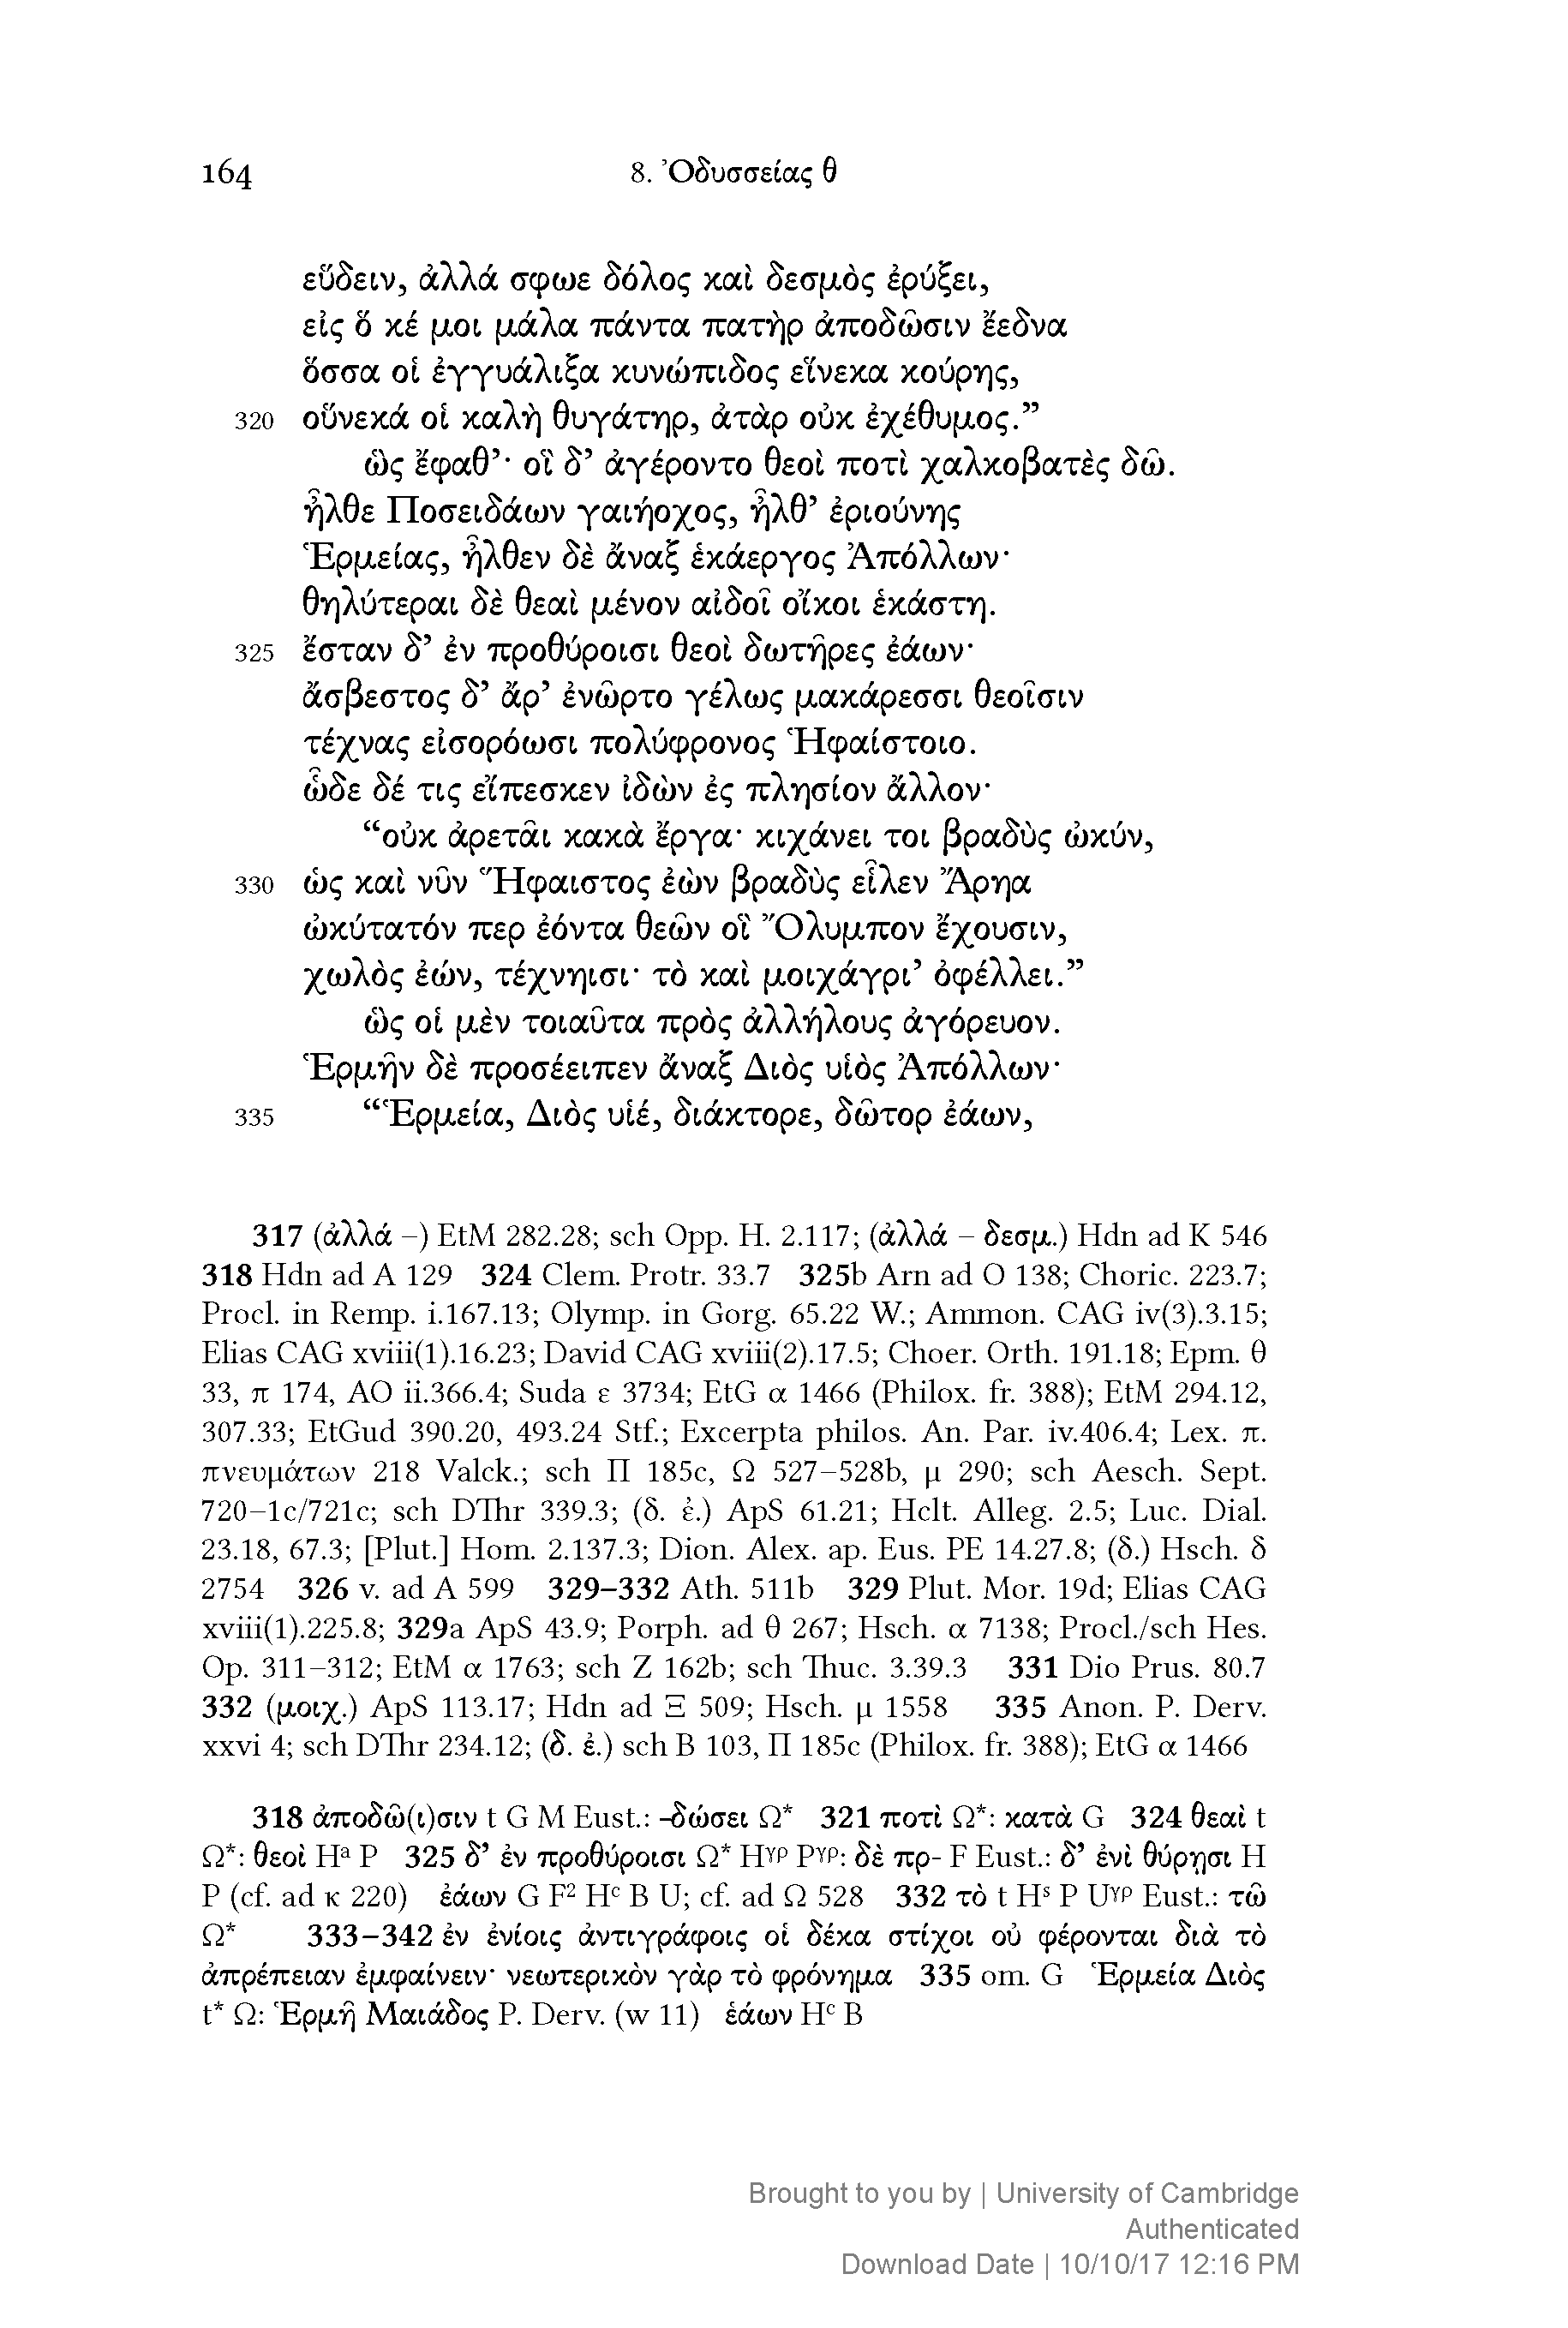 164 8. Ὀδυσσείας θ
εὕδειν, ἀλλά σφωε δόλος καὶ δεσμὸς ἐρύξει,
εἰς ὅ κέ μοι μάλα πάντα πατὴρ ἀποδῶσιν ἔεδνα
ὅσσα οἱ ἐγγυάλιξα κυνώπιδος εἵνεκα κούρης,
320 οὕνεκά οἱ καλὴ θυγάτηρ, ἀτὰρ οὐκ ἐχέθυμος.”
ὣς ἔφαθ’· οἳ δ’ ἀγέροντο θεοὶ ποτὶ χαλκοβατὲς δῶ.
ἦλθε Ποσειδάων γαιήοχος, ἦλθ’ ἐριούνης
Ἑρμείας, ἦλθεν δὲ ἄναξ ἑκάεργος Ἀπόλλων·
θηλύτεραι δὲ θεαὶ μένον αἰδοῖ οἴκοι ἑκάστη.
325 ἔσταν δ’ ἐν προθύροισι θεοὶ δωτῆρες ἐάων·
ἄσβεστος δ’ ἄρ’ ἐνῶρτο γέλως μακάρεσσι θεοῖσιν
τέχνας εἰσορόωσι πολύφρονος Ἡφαίστοιο.
ὧδε δέ τις εἴπεσκεν ἰδὼν ἐς πλησίον ἄλλον·
“οὐκ ἀρετᾶι κακὰ ἔργα· κιχάνει τοι βραδὺς ὠκύν,
330 ὡς καὶ νῦν Ἥφαιστος ἐὼν βραδὺς εἷλεν Ἄρηα
ὠκύτατόν περ ἐόντα θεῶν οἳ Ὄλυμπον ἔχουσιν,
χωλὸς ἐών, τέχνηισι· τὸ καὶ μοιχάγρι’ ὀφέλλει.”
ὣς οἱ μὲν τοιαῦτα πρὸς ἀλλήλους ἀγόρευον.
Ἑρμῆν δὲ προσέειπεν ἄναξ Διὸς υἱὸς Ἀπόλλων·
335 “Ἑρμεία, Διὸς υἱέ, διάκτορε, δῶτορ ἐάων,
317 (ἀλλά –) EtM 282.28; sch Opp. H. 2.117; (ἀλλά – δεσμ.) Hdn ad K 546
318 Hdn ad A 129 324 Clem. Protr. 33.7 325b Arn ad O 138; Choric. 223.7;
Procl. in Remp. i.167.13; Olymp. in Gorg. 65.22 W.; Ammon. CAG iv(3).3.15;
Elias CAG xviii(1).16.23; David CAG xviii(2).17.5; Choer. Orth. 191.18; Epm. θ
33, π 174, AO ii.366.4; Suda ε 3734; EtG α 1466 (Philox. fr. 388); EtM 294.12,
307.33; EtGud 390.20, 493.24 Stf.; Excerpta philos. An. Par. iv.406.4; Lex. π.
πνευμάτων 218 Valck.; sch Π 185c, Ω 527–528b, μ 290; sch Aesch. Sept.
720–1c/721c; sch DThr 339.3; (δ. ἐ.) ApS 61.21; Hclt. Alleg. 2.5; Luc. Dial.
23.18, 67.3; [Plut.] Hom. 2.137.3; Dion. Alex. ap. Eus. PE 14.27.8; (δ.) Hsch. δ
2754 326 v. ad A 599 329–332 Ath. 511b 329 Plut. Mor. 19d; Elias CAG
xviii(1).225.8; 329a ApS 43.9; Porph. ad θ 267; Hsch. α 7138; Procl./sch Hes.
Op. 311–312; EtM α 1763; sch Z 162b; sch Thuc. 3.39.3 331 Dio Prus. 80.7
332 (μοιχ.) ApS 113.17; Hdn ad Ξ 509; Hsch. μ 1558 335 Anon. P. Derv.
xxvi 4; sch DThr 234.12; (δ. ἐ.) sch B 103, Π 185c (Philox. fr. 388); EtG α 1466
318 ἀποδῶ(ι)σιν t G M Eust.: -δώσει Ω* 321 ποτὶ Ω*: κατὰ G 324 θεαὶ t
Ω*: θεοὶ Hᵃ P 325 δ’ ἐν προθύροισι Ω* Hᵞᴾ Pᵞᴾ: δὲ πρ- F Eust.: δ’ ἐνὶ θύρηισι H
P (cf. ad κ 220) ἑάων G F² Hᶜ B U; cf. ad Ω 528 332 τὸ t Hˢ P Uᵞᴾ Eust.: τῶ
Ω* 333–342 ἐν ἐνίοις ἀντιγράφοις οἱ δέκα στίχοι οὐ φέρονται διὰ τὸ
ἀπρέπειαν ἐμφαίνειν· νεωτερικὸν γὰρ τὸ φρόνημα 335 om. G Ἑρμεία Διὸς
t* Ω: Ἑρμῆ Μαιάδος P. Derv. (w 11) ἑάων Hᶜ B
Brought to you by | University of Cambridge
Authenticated
Download Date | 10/10/17 12:16 PM